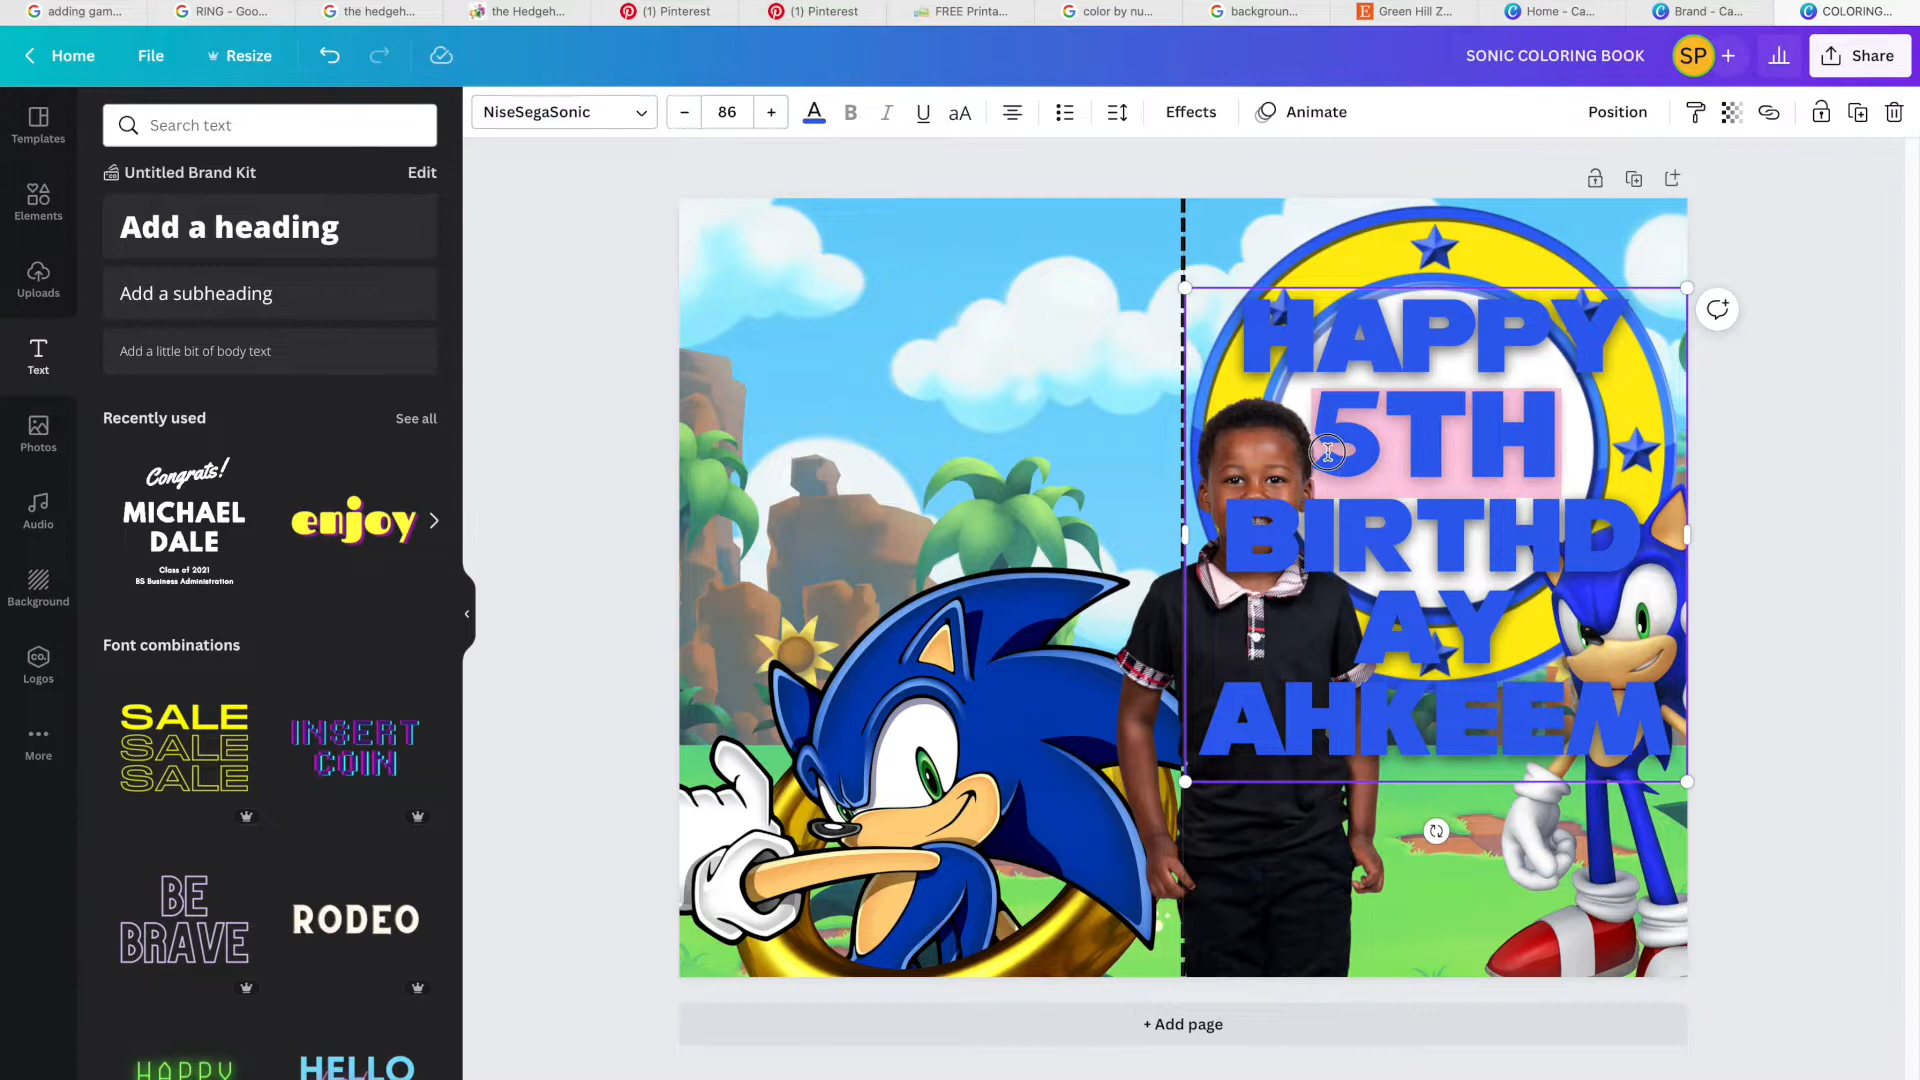 adding gam...
RING - Goo...
the hedgeh...
the Hedgeh...
(1) Pinterest
(1) Pinterest
FREE Printa...
color by nu...
backgroun...
Green Hill Z...
Home - Ca...
Brand - Ca...
COLORING...
Home
File
Resize
SONIC COLORING BOOK
SP
Share
NiseSegaSonic
86
Effects
Animate
Position
Templates
Elements
Uploads
Text
Photos
Audio
Background
Logos
More
Search text
Untitled Brand Kit
Edit
Add a heading
Add a subheading
Add a little bit of body text
Recently used
See all
Congrats!
MICHAEL
DALE
Class of 2021
BS Business Administration
enjoy
Font combinations
SALE
SALE
SALE
INSERT
COIN
BE
BRAVE
RODEO
HAPPY
HELLO
HAPPY
5TH
BIRTHD
AY
AHKEEM
+ Add page